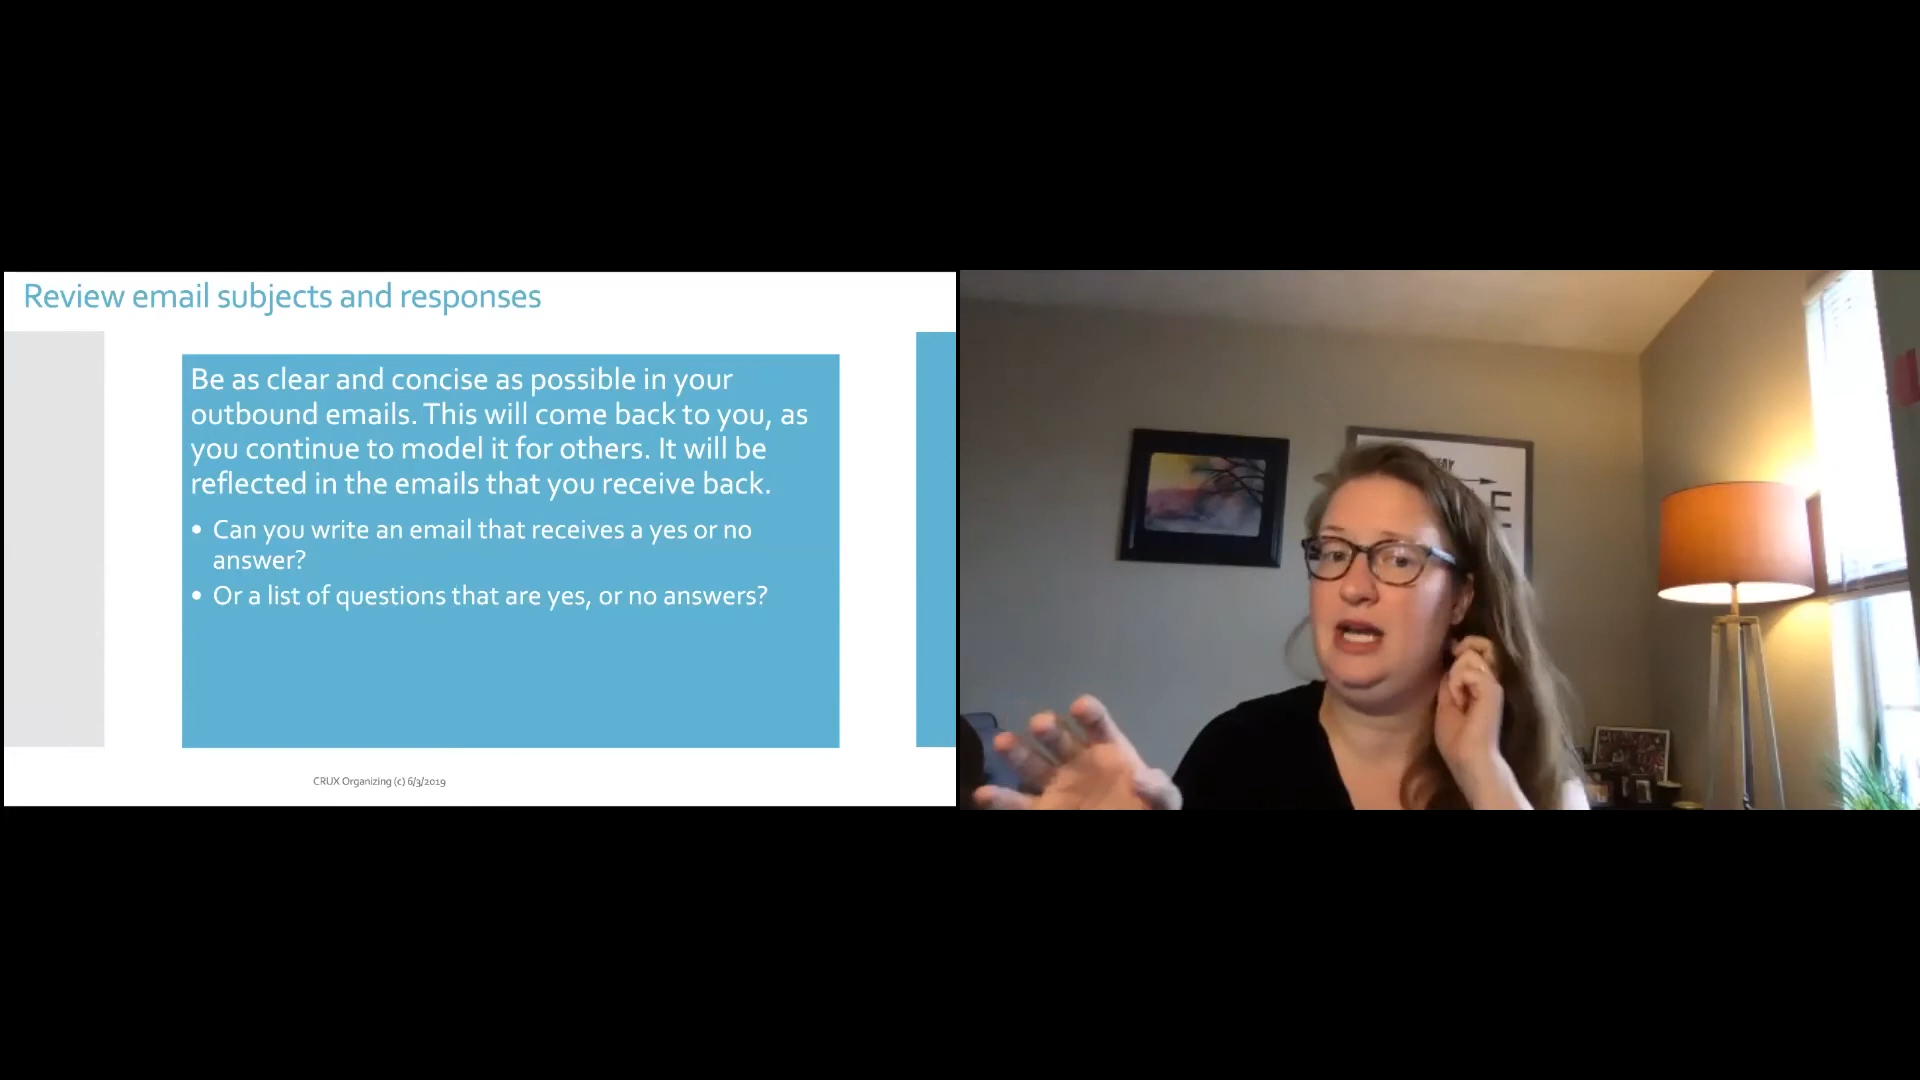 Review email subjects and responses
Be as clear and concise as possible in your
outbound emails. This will come back to you, as
you continue to model it for others. It will be
reflected in the emails that you receive back.
• Can you write an email that receives a yes or no
answer?
• Or a list of questions that are yes, or no answers?
CRUX Organizing (c) 6/3/2019
E